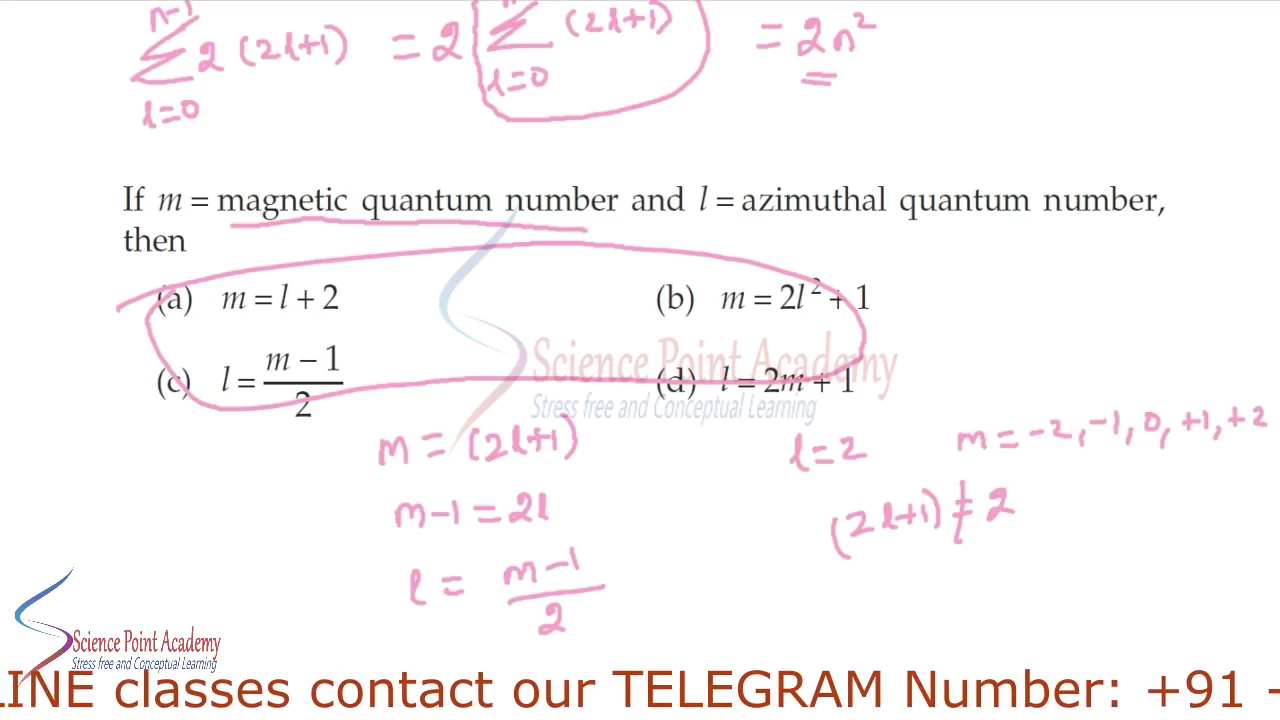 n-1
∑ 2 (2l+1) = 2 ∑ (2l+1) = 2n²
l=0 l=0
If m = magnetic quantum number and l = azimuthal quantum number,
then
(a) m = l + 2 (b) m = 2l² + 1
(c) l = (m − 1)/2 (d) l = 2m + 1
Science Point Academy
Stress free and Conceptual Learning
m = (2l+1) l=2 m = -2, -1, 0, +1, +2
m-1 = 2l (2l+1) ≠ 2
l = (m-1)/2
Science Point Academy
Stress free and Conceptual Learning
LINE classes contact our TELEGRAM Number: +91 -